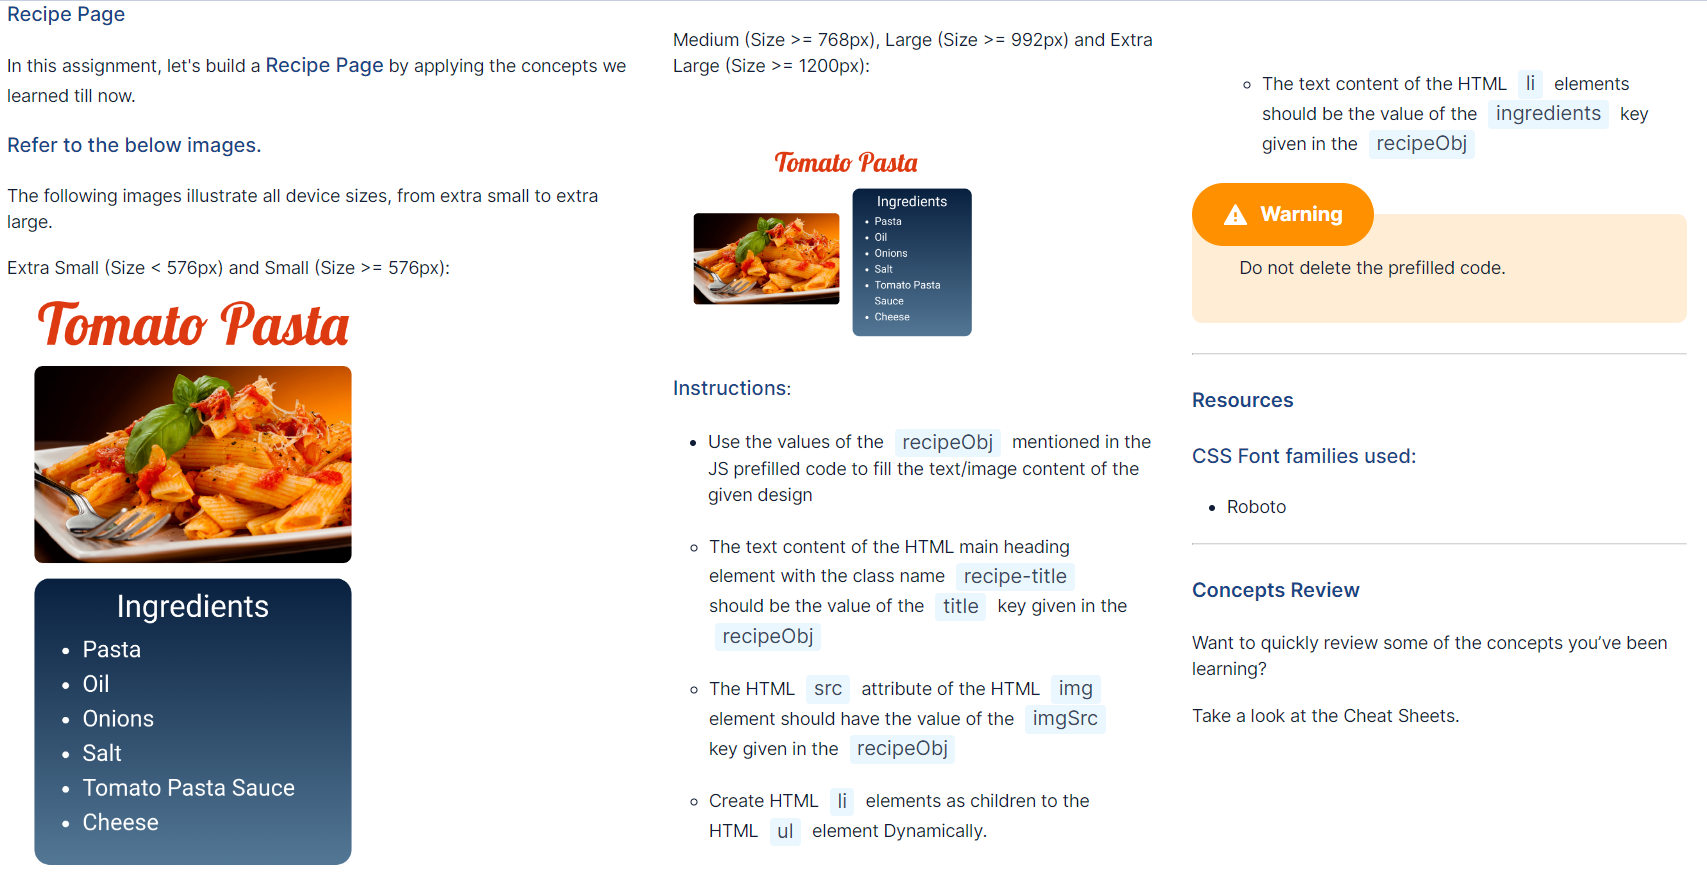 Recipe Page
In this assignment, let's build a Recipe Page by applying the concepts we
learned till now.
Refer to the below images.
The following images illustrate all device sizes, from extra small to extra
large.
Extra Small (Size < 576px) and Small (Size >= 576px):
Tomato Pasta
Ingredients
• Pasta
• Oil
• Onions
• Salt
• Tomato Pasta Sauce
• Cheese
Medium (Size >= 768px), Large (Size >= 992px) and Extra
Large (Size >= 1200px):
Tomato Pasta
Ingredients
• Pasta
• Oil
• Onions
• Salt
• Tomato Pasta
Sauce
• Cheese
Instructions:
• Use the values of the recipeObj mentioned in the
JS prefilled code to fill the text/image content of the
given design
◦ The text content of the HTML main heading
element with the class name recipe-title
should be the value of the title key given in the
recipeObj
◦ The HTML src attribute of the HTML img
element should have the value of the imgSrc
key given in the recipeObj
◦ Create HTML li elements as children to the
HTML ul element Dynamically.
◦ The text content of the HTML li elements
should be the value of the ingredients key
given in the recipeObj
Warning
Do not delete the prefilled code.
Resources
CSS Font families used:
• Roboto
Concepts Review
Want to quickly review some of the concepts you’ve been
learning?
Take a look at the Cheat Sheets.